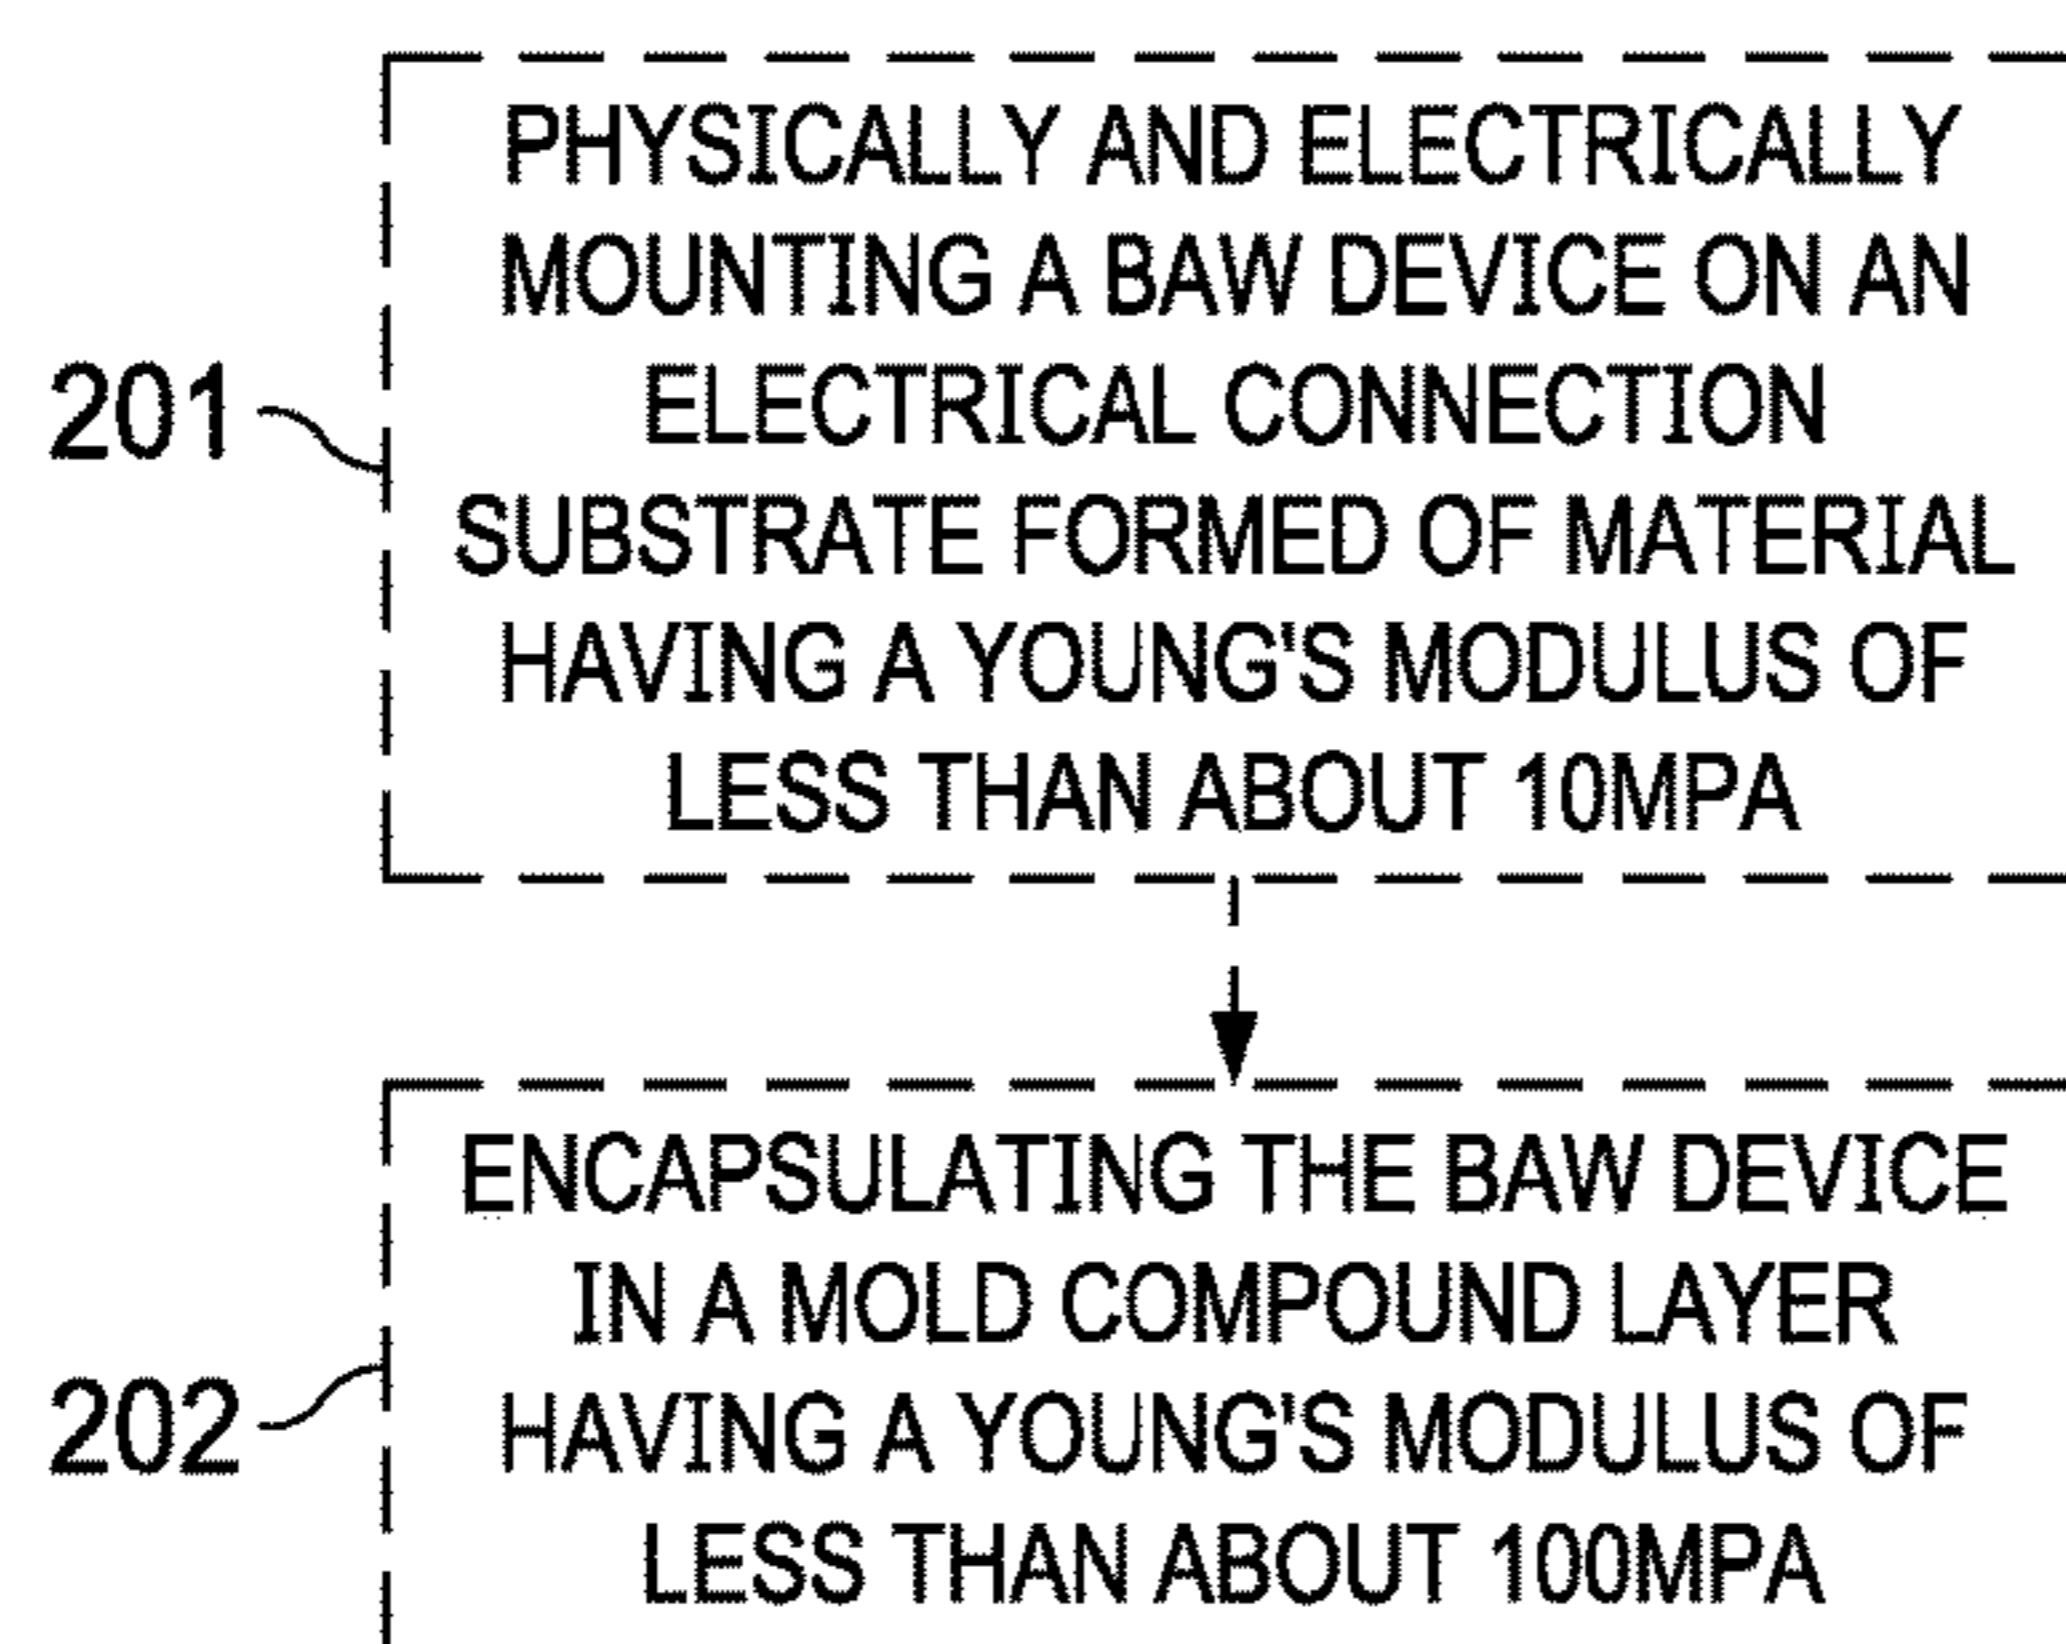 PHYSICALLY AND ELECTRICALLY
MOUNTING A BAW DEVICE ON AN
ELECTRICAL CONNECTION
201
SUBSTRATE FORMED OF MATERIAL
HAVING A YOUNG'S MODULUS OF
LESS THAN ABOUT 10MPA
ENCAPSULATING THE BAW DEVICE
IN A MOLD COMPOUND LAYER
202
HAVING A YOUNG'S MODULUS OF
LESS THAN ABOUT 100MPA